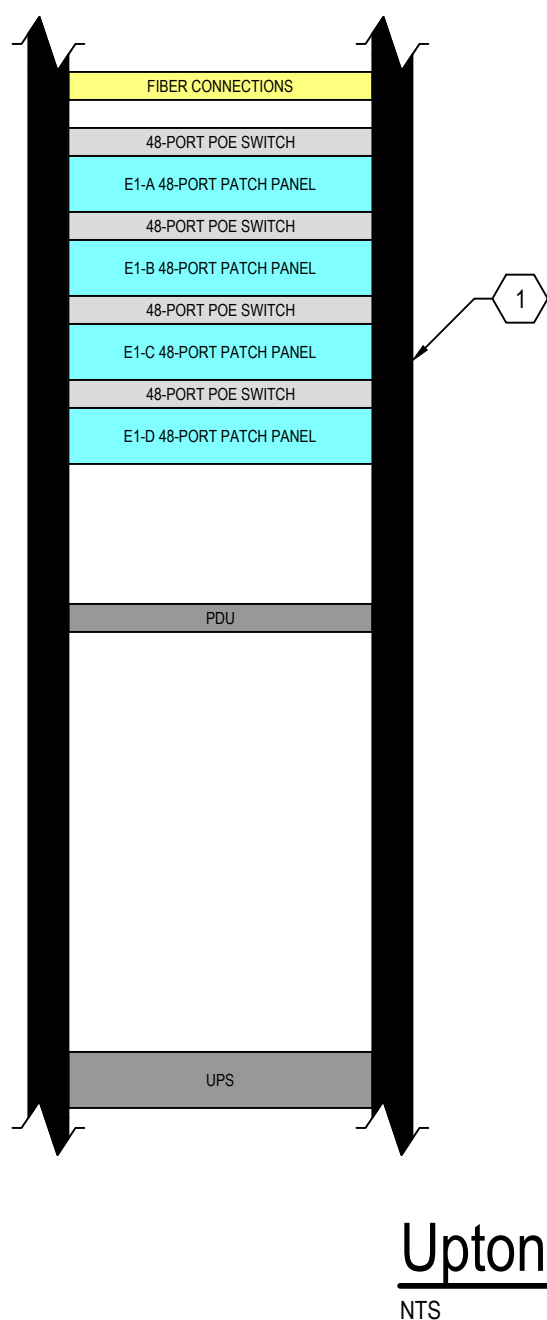 FIBER CONNECTIONS
48-PORT POE SWITCH
E1-A 48-PORT PATCH PANEL
48-PORT POE SWITCH
E1-B 48-PORT PATCH PANEL
1
48-PORT POE SWITCH
E1-C 48-PORT PATCH PANEL
48-PORT POE SWITCH
E1-D 48-PORT PATCH PANEL
PDU
UPS
Upton
NTS